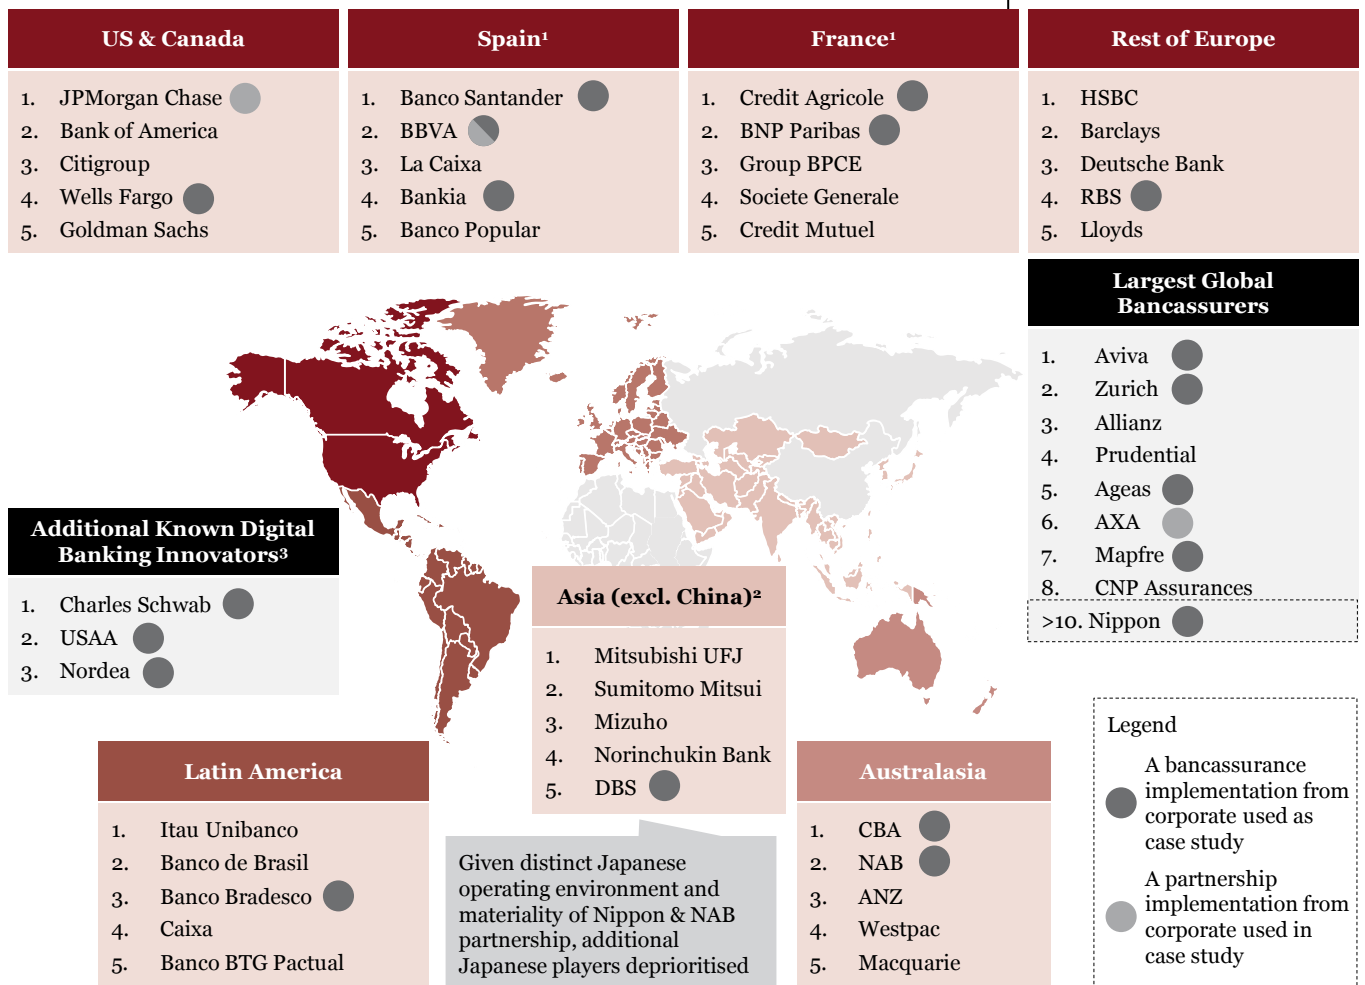 US & Canada
1. JPMorgan Chase
2. Bank of America
3. Citigroup
4. Wells Fargo
5. Goldman Sachs
Spain¹
1. Banco Santander
2. BBVA
3. La Caixa
4. Bankia
5. Banco Popular
France¹
1. Credit Agricole
2. BNP Paribas
3. Group BPCE
4. Societe Generale
5. Credit Mutuel
Rest of Europe
1. HSBC
2. Barclays
3. Deutsche Bank
4. RBS
5. Lloyds
Largest Global
Bancassurers
1. Aviva
2. Zurich
3. Allianz
4. Prudential
5. Ageas
6. AXA
7. Mapfre
8. CNP Assurances
>10. Nippon
Additional Known Digital
Banking Innovators³
1. Charles Schwab
2. USAA
3. Nordea
Asia (excl. China)²
1. Mitsubishi UFJ
2. Sumitomo Mitsui
3. Mizuho
4. Norinchukin Bank
5. DBS
Latin America
1. Itau Unibanco
2. Banco de Brasil
3. Banco Bradesco
4. Caixa
5. Banco BTG Pactual
Given distinct Japanese
operating environment and
materiality of Nippon & NAB
partnership, additional
Japanese players deprioritised
Australasia
1. CBA
2. NAB
3. ANZ
4. Westpac
5. Macquarie
Legend
A bancassurance
implementation from
corporate used as
case study
A partnership
implementation from
corporate used in
case study